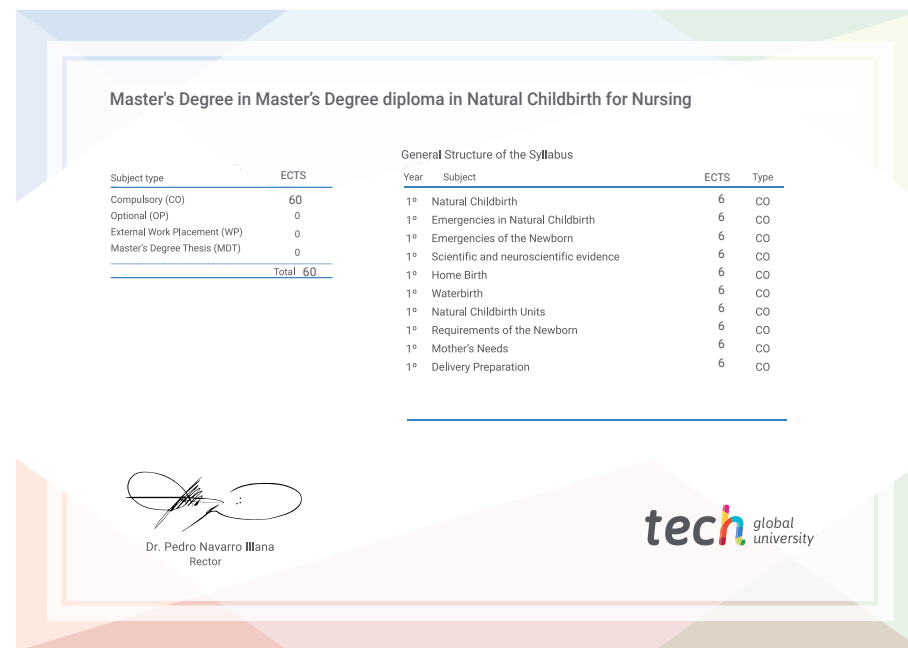 Master's Degree in Master's Degree diploma in Natural Childbirth for Nursing
Subject type ECTS
Compulsory (CO) 60
Optional (OP) 0
External Work Placement (WP) 0
Master's Degree Thesis (MDT) 0
Total 60
General Structure of the Syllabus
Year Subject ECTS Type
1º Natural Childbirth 6 CO
1º Emergencies in Natural Childbirth 6 CO
1º Emergencies of the Newborn 6 CO
1º Scientific and neuroscientific evidence 6 CO
1º Home Birth 6 CO
1º Waterbirth 6 CO
1º Natural Childbirth Units 6 CO
1º Requirements of the Newborn 6 CO
1º Mother's Needs 6 CO
1º Delivery Preparation 6 CO
Dr. Pedro Navarro Illana
Rector
tech global
university